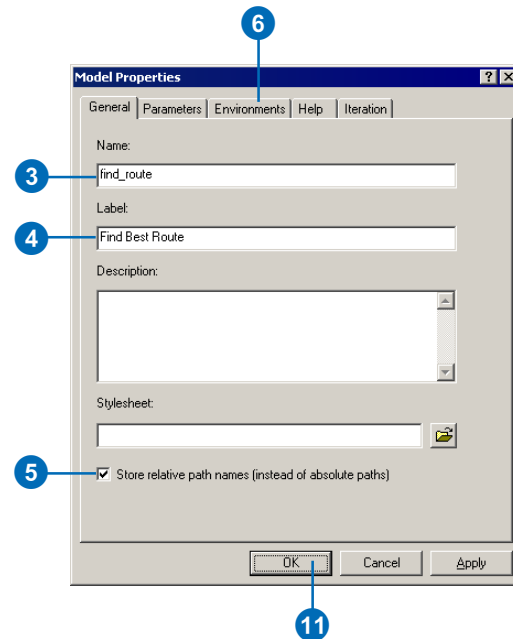 6
Model Properties
General Parameters Environments Help Iteration
Name:
3
find_route
Label:
4
Find Best Route
Description:
Stylesheet:
5
Store relative path names (instead of absolute paths)
OK Cancel Apply
11